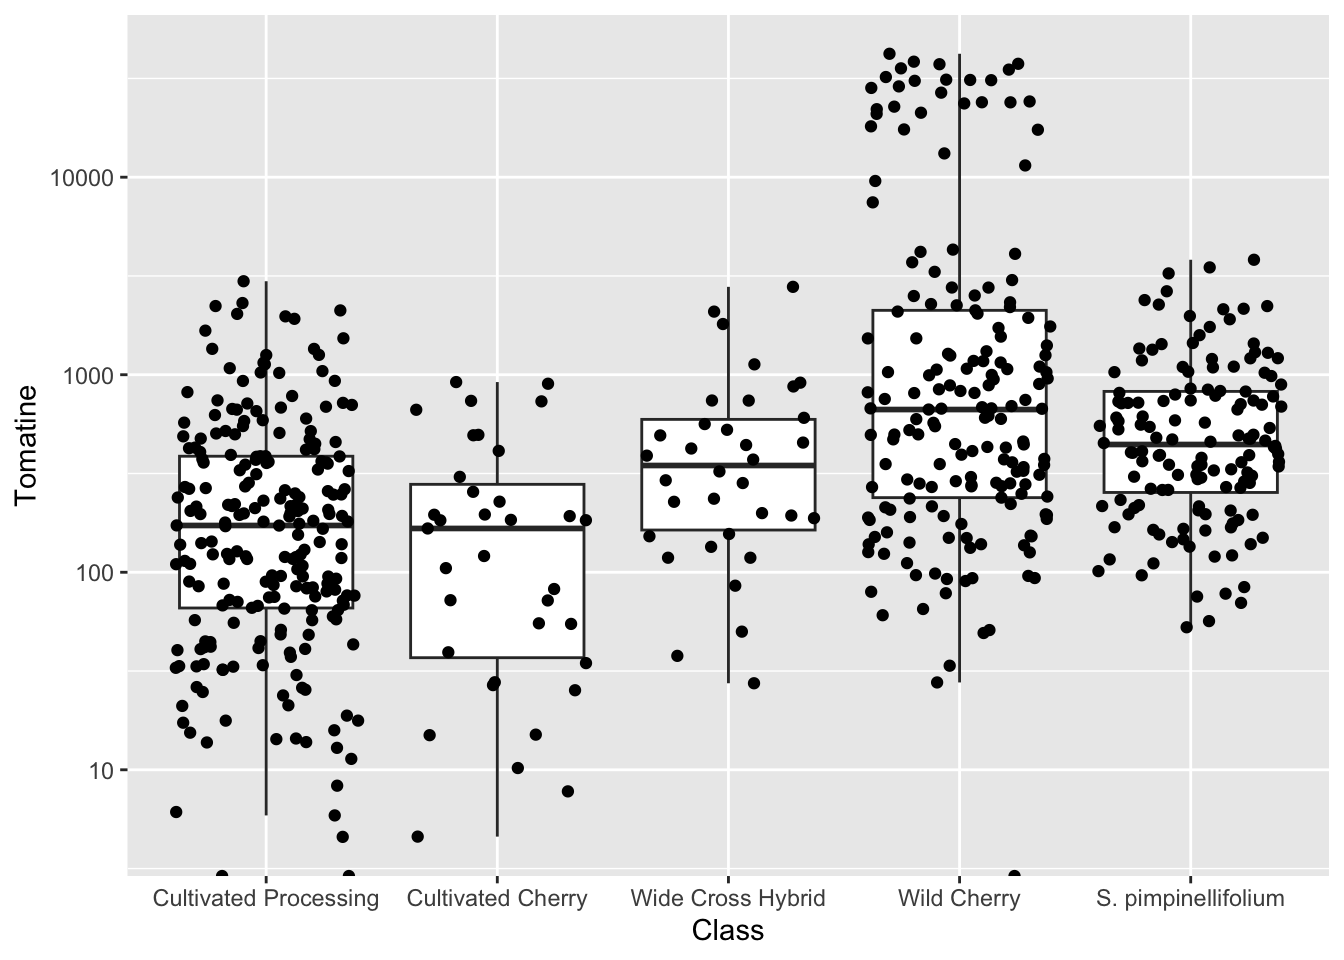 Tomatine
10000
1000
100
10
Cultivated Processing
Cultivated Cherry
Wide Cross Hybrid
Wild Cherry
S. pimpinellifolium
Class